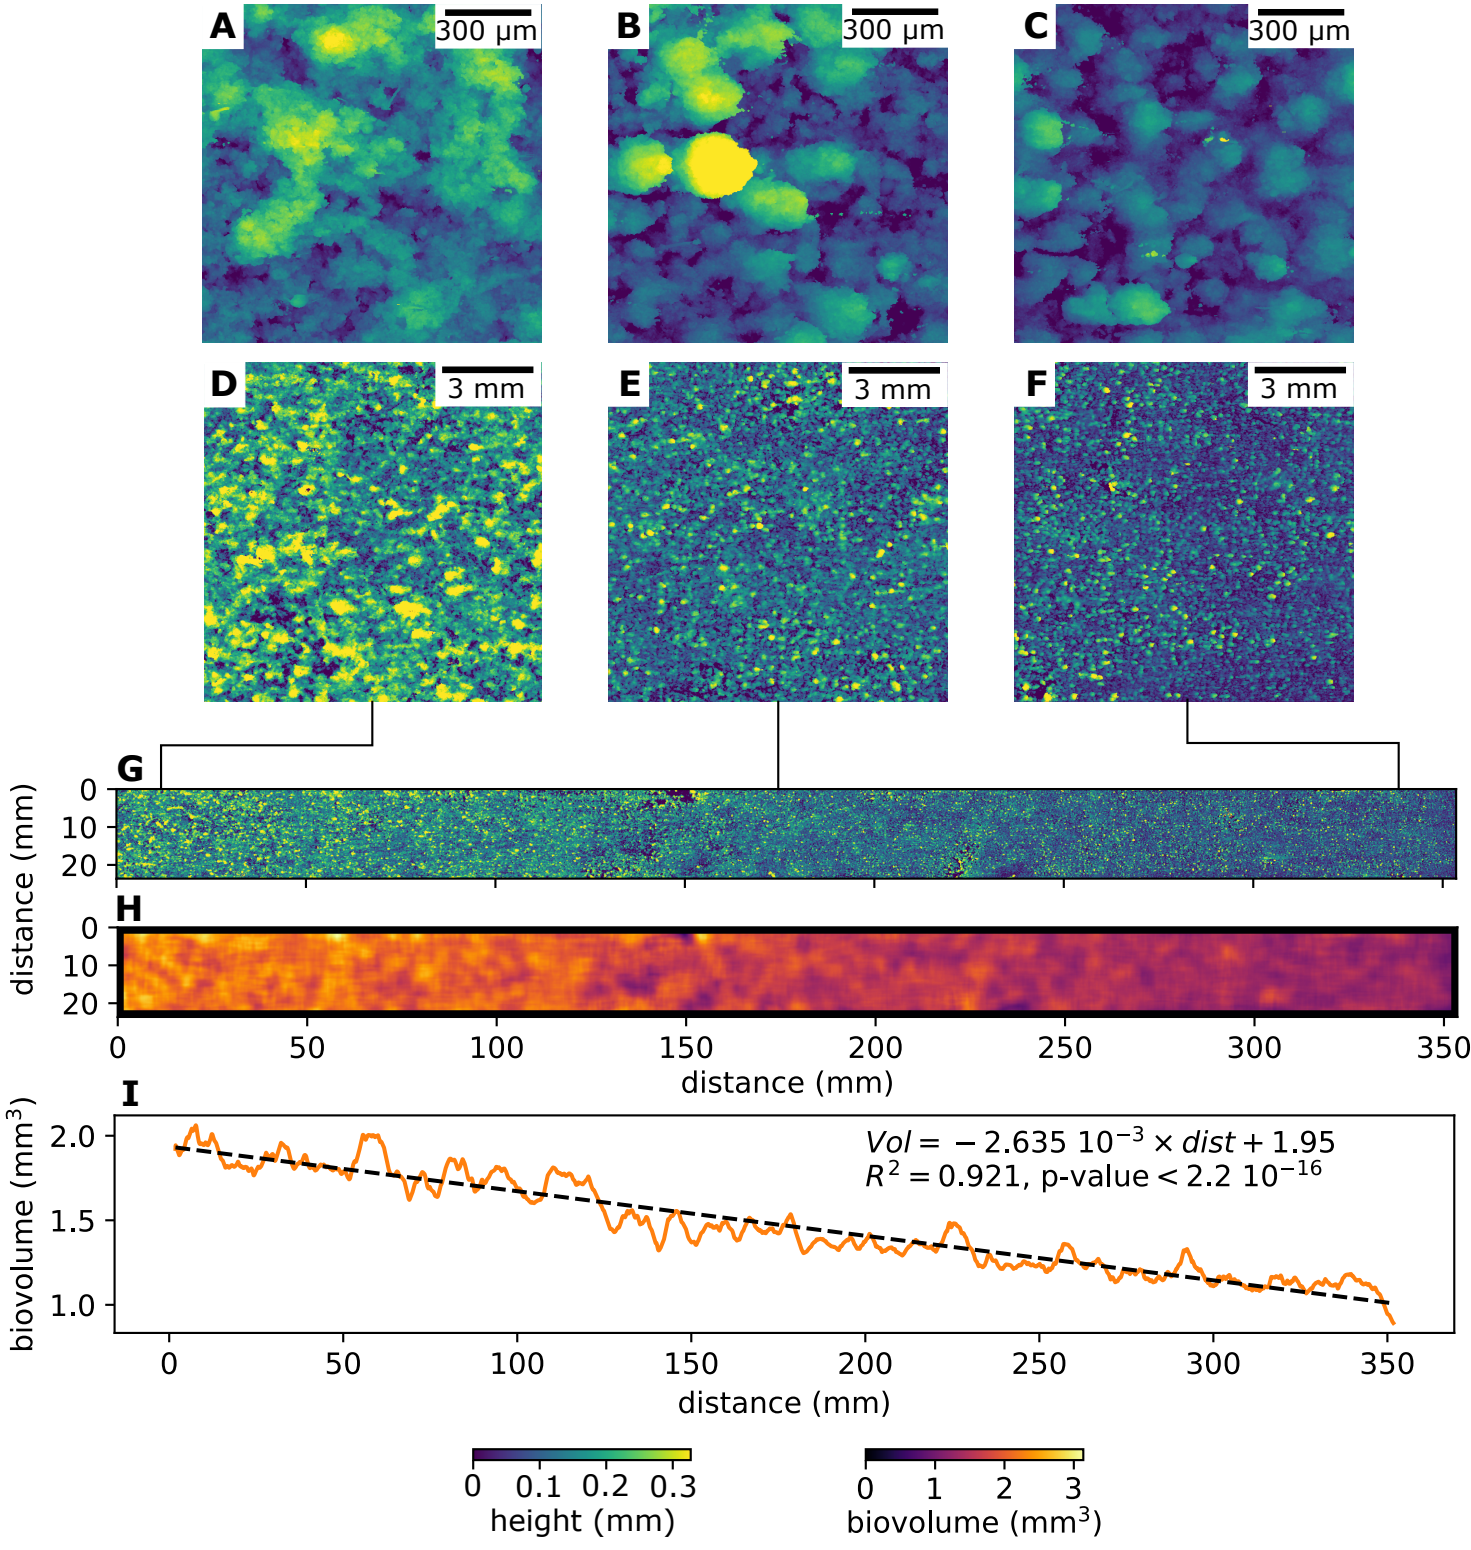 A
300 µm
B
300 µm
C
300 µm
D
3 mm
E
3 mm
F
3 mm
G
0
10
20
distance (mm)
H
0
10
20
0 50 100 150 200 250 300 350
distance (mm)
I
biovolume (mm³)
2.0
1.5
1.0
Vol = −2.635 10⁻³ × dist + 1.95
R² = 0.921, p-value < 2.2 10⁻¹⁶
0 50 100 150 200 250 300 350
distance (mm)
0 0.1 0.2 0.3
height (mm)
0 1 2 3
biovolume (mm³)